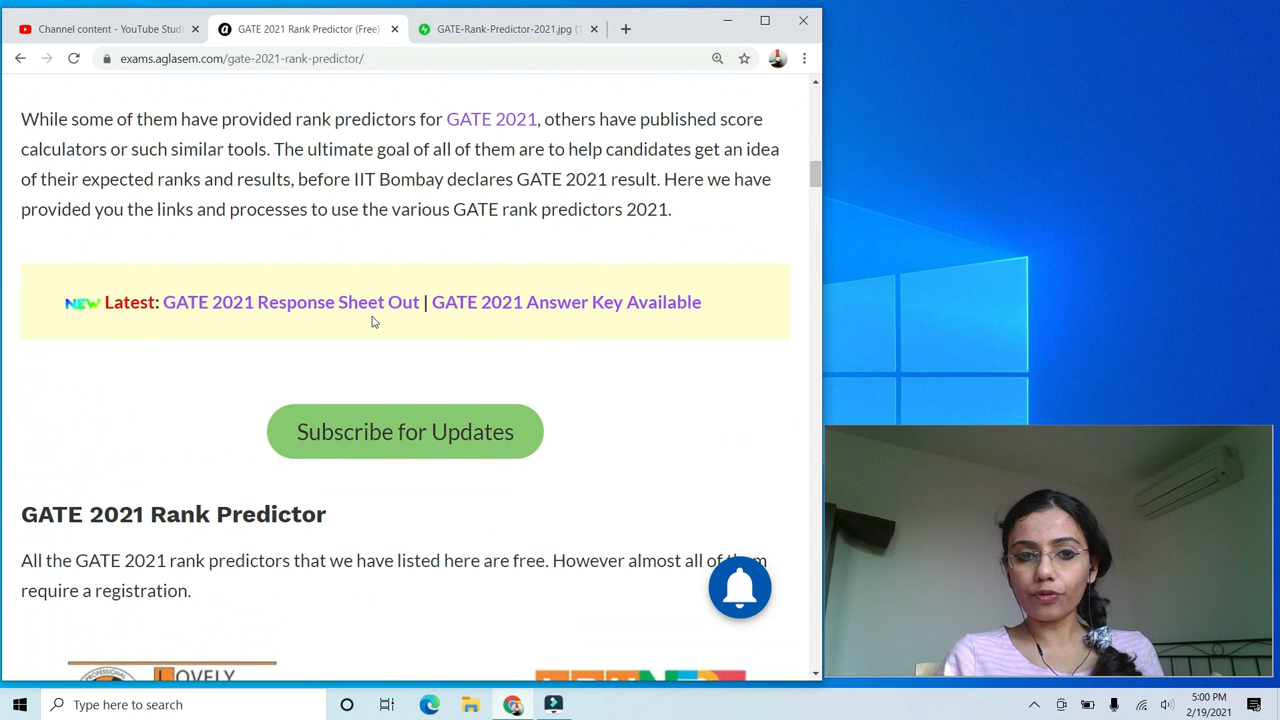 Channel content - YouTube Stud
GATE 2021 Rank Predictor (Free)
GATE-Rank-Predictor-2021.jpg (1
exams.aglasem.com/gate-2021-rank-predictor/
While some of them have provided rank predictors for GATE 2021, others have published score
calculators or such similar tools. The ultimate goal of all of them are to help candidates get an idea
of their expected ranks and results, before IIT Bombay declares GATE 2021 result. Here we have
provided you the links and processes to use the various GATE rank predictors 2021.
NEW Latest: GATE 2021 Response Sheet Out | GATE 2021 Answer Key Available
Subscribe for Updates
GATE 2021 Rank Predictor
All the GATE 2021 rank predictors that we have listed here are free. However almost all of them
require a registration.
PROFESSIONAL
LOVELY
Type here to search
5:00 PM
2/19/2021